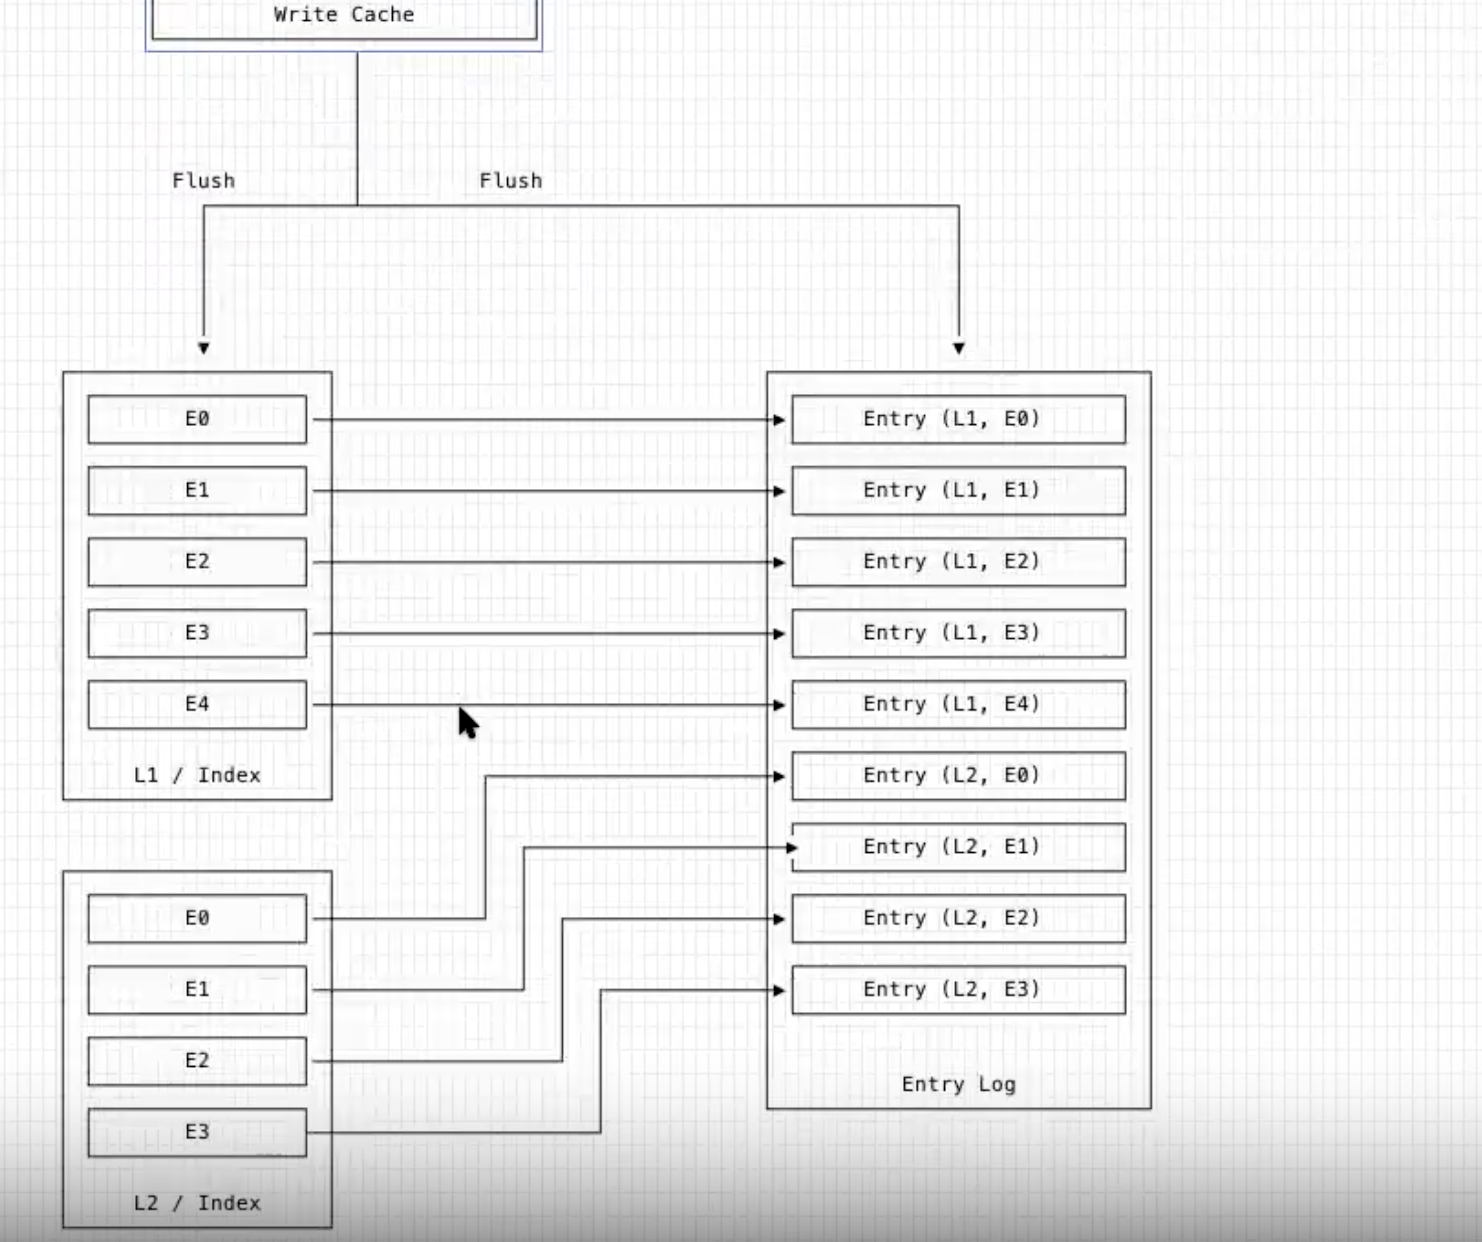 Write Cache
Flush
Flush
E0
Entry (L1, E0)
E1
Entry (L1, E1)
E2
Entry (L1, E2)
E3
Entry (L1, E3)
E4
Entry (L1, E4)
L1 / Index
Entry (L2, E0)
Entry (L2, E1)
E0
Entry (L2, E2)
E1
Entry (L2, E3)
E2
Entry Log
E3
L2 / Index